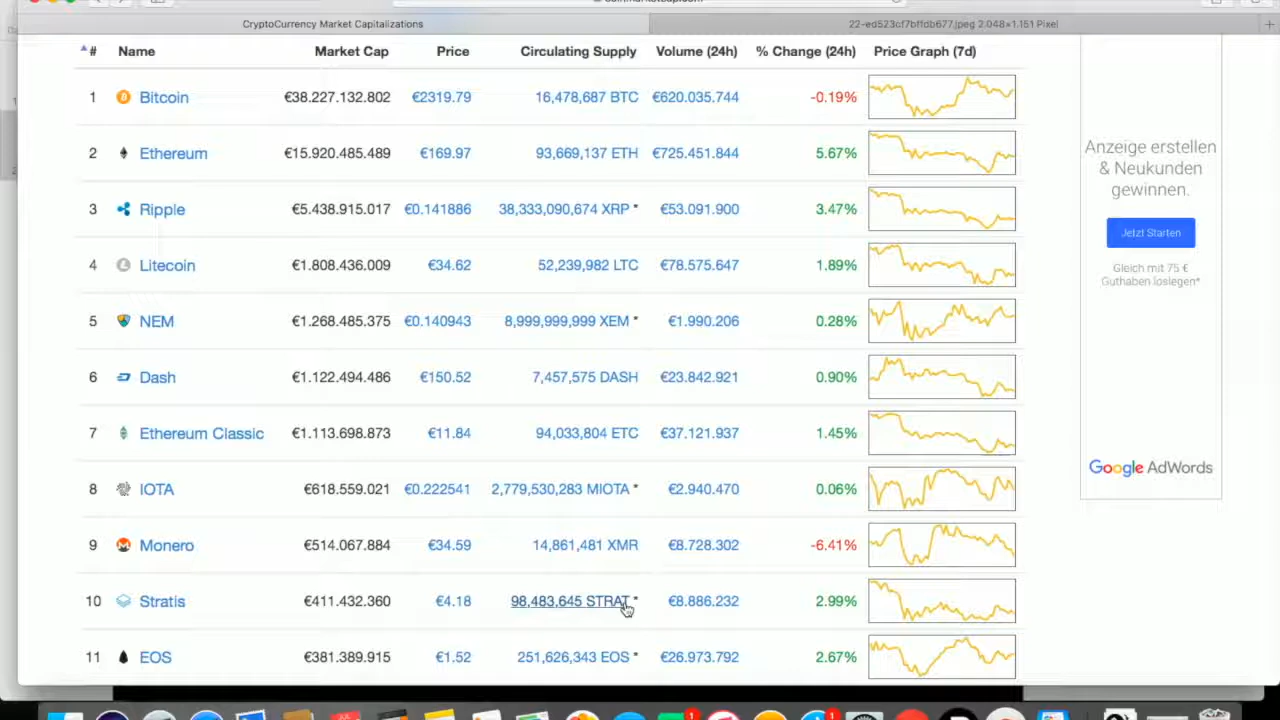 CryptoCurrency Market Capitalizations 22-ed523cf7bffdb677.jpeg 2.048×1.151 Pixel
# Name Market Cap Price Circulating Supply Volume (24h) % Change (24h) Price Graph (7d)
1 Bitcoin €38.227.132.802 €2319.79 16,478,687 BTC €620.035.744 -0.19%
2 Ethereum €15.920.485.489 €169.97 93,669,137 ETH €725.451.844 5.67%
3 Ripple €5.438.915.017 €0.141886 38,333,090,674 XRP * €53.091.900 3.47%
4 Litecoin €1.808.436.009 €34.62 52,239,982 LTC €78.575.647 1.89%
5 NEM €1.268.485.375 €0.140943 8,999,999,999 XEM * €1.990.206 0.28%
6 Dash €1.122.494.486 €150.52 7,457,575 DASH €23.842.921 0.90%
7 Ethereum Classic €1.113.698.873 €11.84 94,033,804 ETC €37.121.937 1.45%
8 IOTA €618.559.021 €0.222541 2,779,530,283 MIOTA * €2.940.470 0.06%
9 Monero €514.067.884 €34.59 14,861,481 XMR €8.728.302 -6.41%
10 Stratis €411.432.360 €4.18 98,483,645 STRAT * €8.886.232 2.99%
11 EOS €381.389.915 €1.52 251,626,343 EOS * €26.973.792 2.67%
Anzeige erstellen
& Neukunden
gewinnen.
Jetzt Starten
Gleich mit 75 €
Guthaben loslegen*
Google AdWords